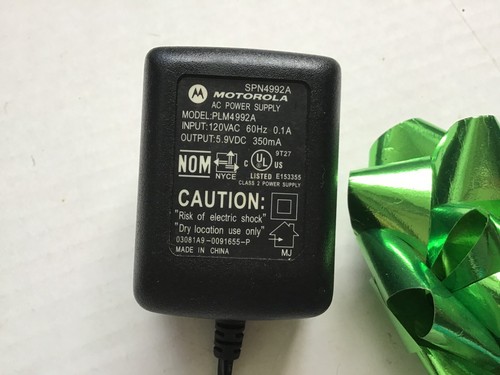 SPN4992A
MOTOROLA
AC POWER SUPPLY
MODEL:PLM4992A
INPUT:120VAC 60Hz 0.1A
OUTPUT:5.9VDC 350mA
9T27
NOM NYCE C UL US
LISTED E153355
CLASS 2 POWER SUPPLY
CAUTION:
"Risk of electric shock"
"Dry location use only"
03081A9-0091655-P
MADE IN CHINA MJ